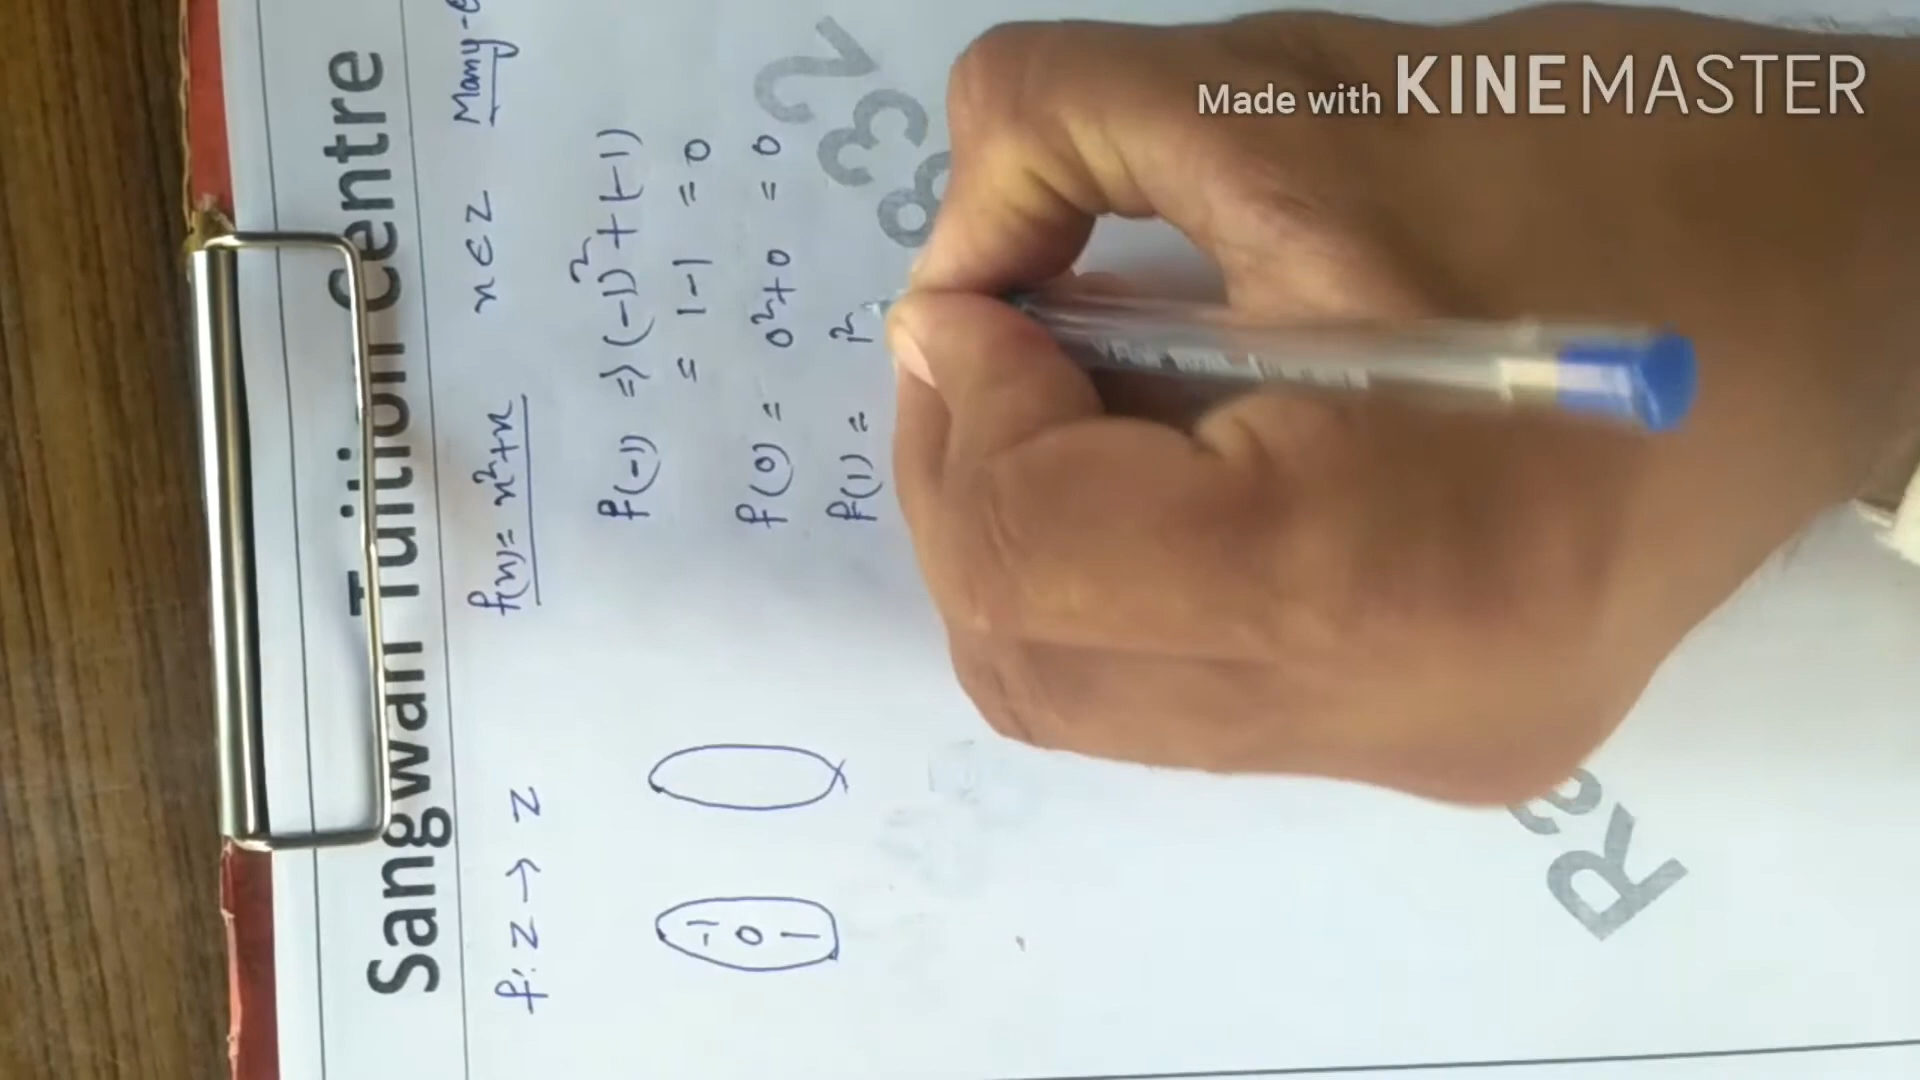 Made with KINEMASTER
Sangwan Tuition Centre
f: Z → Z f(x) = x²+x x ∈ Z Many-
f(-1) ⇒ (-1)² + (-1)
= 1-1 = 0
f(0) = 0²+0 = 0
f(1) = 1²
-1
0
1